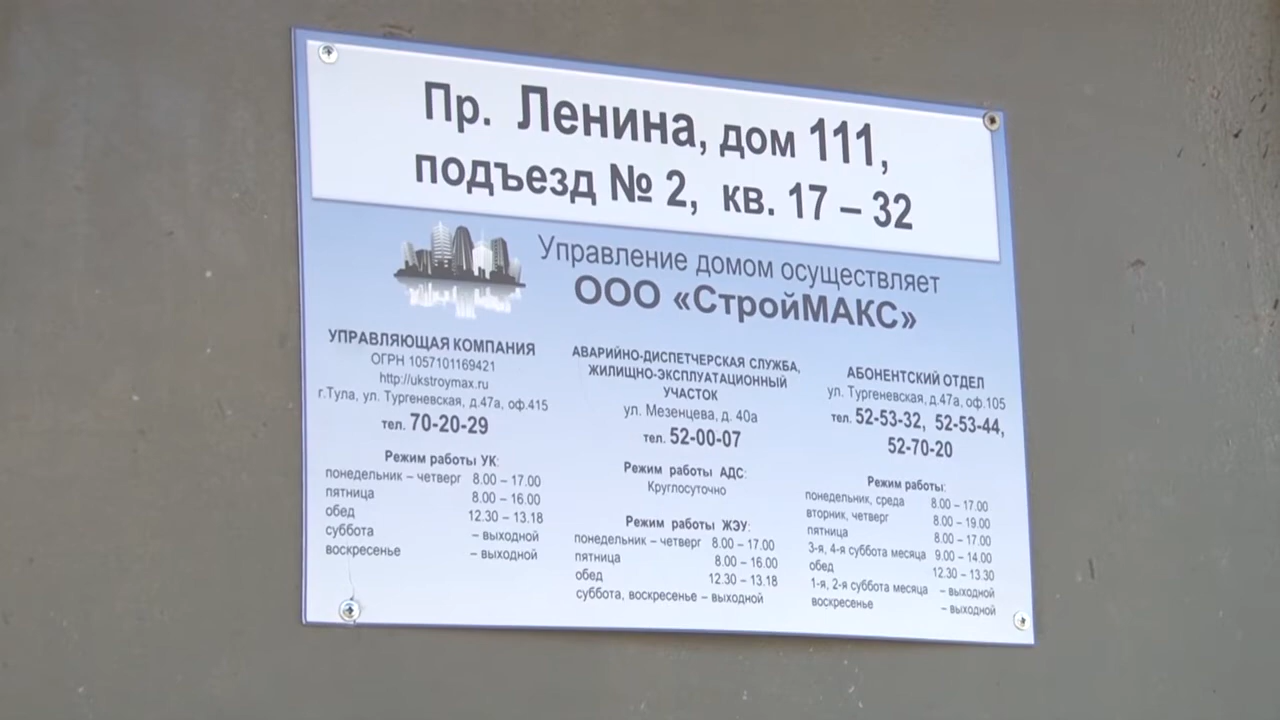 Пр. Ленина, дом 111,
подъезд № 2, кв. 17 – 32
Управление домом осуществляет
ООО «СтройМАКС»
УПРАВЛЯЮЩАЯ КОМПАНИЯ
ОГРН 1057101169421
http://ukstroymax.ru
г.Тула, ул. Тургеневская, д.47а, оф.415
тел. 70-20-29
Режим работы УК:
понедельник – четверг 8.00 – 17.00
пятница 8.00 – 16.00
обед 12.30 – 13.18
суббота – выходной
воскресенье – выходной
АВАРИЙНО-ДИСПЕТЧЕРСКАЯ СЛУЖБА,
ЖИЛИЩНО-ЭКСПЛУАТАЦИОННЫЙ
УЧАСТОК
ул. Мезенцева, д. 40а
тел. 52-00-07
Режим работы АДС:
Круглосуточно
Режим работы ЖЭУ:
понедельник – четверг 8.00 – 17.00
пятница 8.00 – 16.00
обед 12.30 – 13.18
суббота, воскресенье – выходной
АБОНЕНТСКИЙ ОТДЕЛ
ул. Тургеневская, д.47а, оф.105
тел. 52-53-32, 52-53-44,
52-70-20
Режим работы:
понедельник, среда 8.00 – 17.00
вторник, четверг 8.00 – 19.00
пятница 8.00 – 17.00
3-я, 4-я суббота месяца 9.00 – 14.00
обед 12.30 – 13.30
1-я, 2-я суббота месяца – выходной
воскресенье – выходной